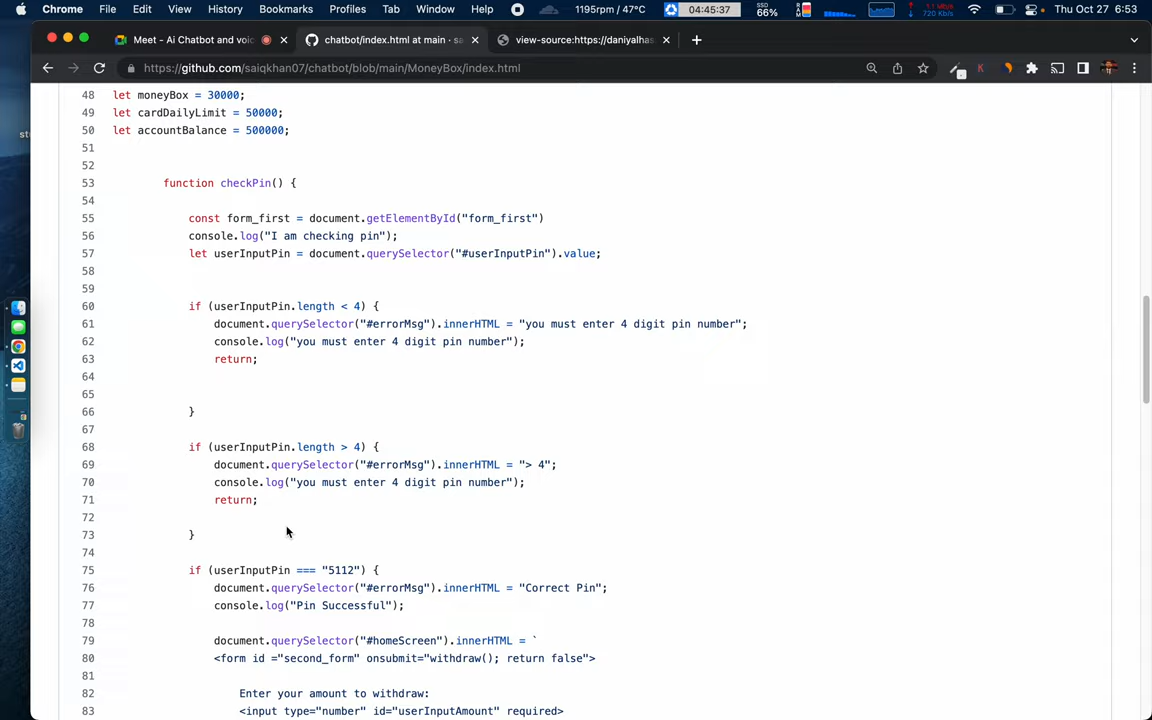 Chrome File Edit View History Bookmarks Profiles Tab Window Help 1195rpm / 47°C 04:45:37 SSD 66% 1.1 Mb/s 720 Kb/s Thu Oct 27 6:53
Meet - Ai Chatbot and voic
chatbot/index.html at main · sa
view-source:https://daniyalhas
https://github.com/saiqkhan07/chatbot/blob/main/MoneyBox/index.html
48 let moneyBox = 30000;
49 let cardDailyLimit = 50000;
50 let accountBalance = 500000;
51
52
53 function checkPin() {
54
55 const form_first = document.getElementById("form_first")
56 console.log("I am checking pin");
57 let userInputPin = document.querySelector("#userInputPin").value;
58
59
60 if (userInputPin.length < 4) {
61 document.querySelector("#errorMsg").innerHTML = "you must enter 4 digit pin number";
62 console.log("you must enter 4 digit pin number");
63 return;
64
65
66 }
67
68 if (userInputPin.length > 4) {
69 document.querySelector("#errorMsg").innerHTML = "> 4";
70 console.log("you must enter 4 digit pin number");
71 return;
72
73 }
74
75 if (userInputPin === "5112") {
76 document.querySelector("#errorMsg").innerHTML = "Correct Pin";
77 console.log("Pin Successful");
78
79 document.querySelector("#homeScreen").innerHTML = `
80 <form id ="second_form" onsubmit="withdraw(); return false">
81
82 Enter your amount to withdraw:
83 <input type="number" id="userInputAmount" required>